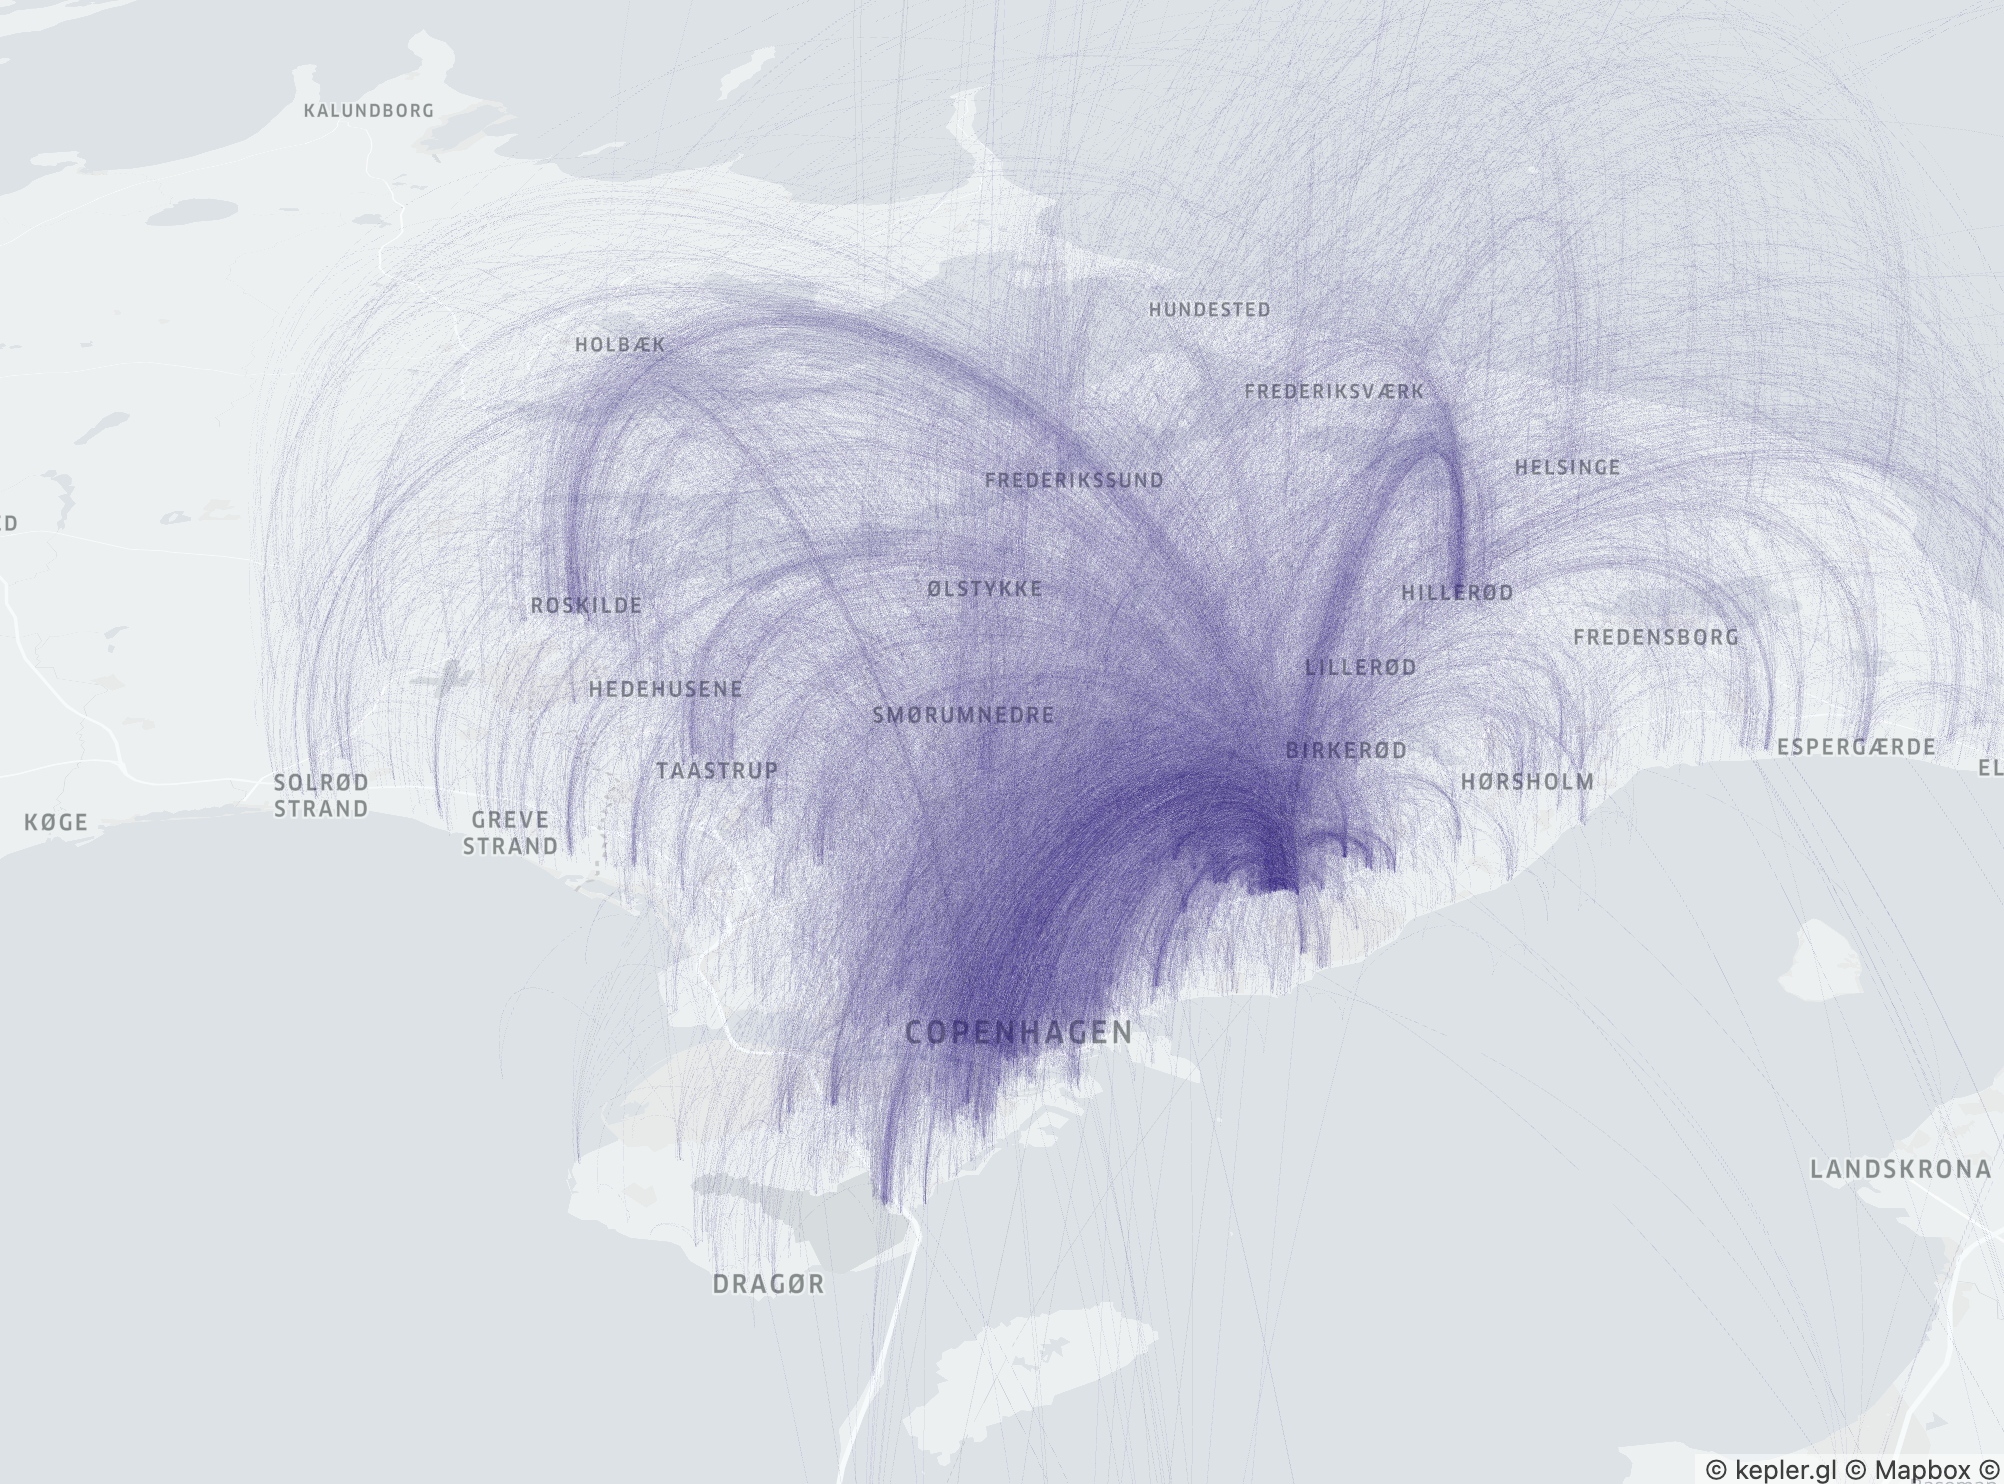 KALUNDBORG
HUNDESTED
HOLBÆK
FREDERIKSVÆRK
HELSINGE
FREDERIKSSUND
ØLSTYKKE
HILLERØD
ROSKILDE
FREDENSBORG
LILLERØD
HEDEHUSENE
SMØRUMNEDRE
BIRKERØD
ESPERGÆRDE
TAASTRUP
HØRSHOLM
SOLRØD
STRAND
KØGE
GREVE
STRAND
COPENHAGEN
LANDSKRONA
DRAGØR
© kepler.gl © Mapbox ©